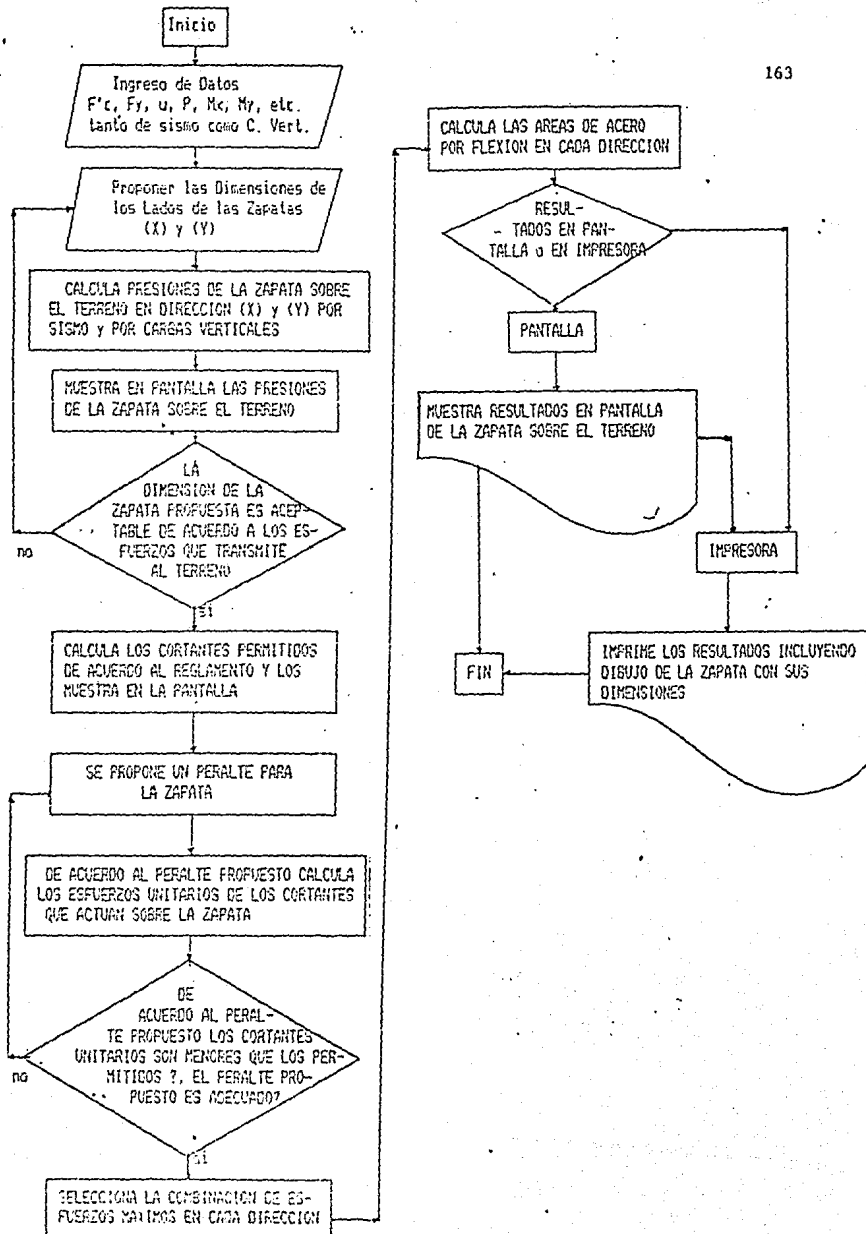 163
Inicio
Ingreso de Datos
F'c, Fy, u, P, Mx, My, etc.
tanto de sismo como C. Vert.
Proponer las Dimensiones de
los Lados de las Zapatas
(X) y (Y)
CALCULA PRESIONES DE LA ZAPATA SOBRE
EL TERRENO EN DIRECCION (X) y (Y) POR
SISMO y POR CARGAS VERTICALES
MUESTRA EN PANTALLA LAS PRESIONES
DE LA ZAPATA SOBRE EL TERRENO
LA
DIMENSION DE LA
ZAPATA PROPUESTA ES ACEP-
TABLE DE ACUERDO A LOS ES-
FUERZOS QUE TRANSMITE
AL TERRENO
no
si
CALCULA LOS CORTANTES PERMITIDOS
DE ACUERDO AL REGLAMENTO Y LOS
MUESTRA EN LA PANTALLA
SE PROPONE UN PERALTE PARA
LA ZAPATA
DE ACUERDO AL PERALTE PROPUESTO CALCULA
LOS ESFUERZOS UNITARIOS DE LOS CORTANTES
QUE ACTUAN SOBRE LA ZAPATA
DE
ACUERDO AL PERAL-
TE PROPUESTO LOS CORTANTES
UNITARIOS SON MENORES QUE LOS PER-
MITIDOS ?, EL PERALTE PRO-
PUESTO ES ADECUADO?
no
si
SELECCIONA LA COMBINACION DE ES-
FUERZOS MAXIMOS EN CADA DIRECCION
CALCULA LAS AREAS DE ACERO
POR FLEXION EN CADA DIRECCION
RESUL-
- TADOS EN PAN-
TALLA o EN IMPRESORA
PANTALLA
MUESTRA RESULTADOS EN PANTALLA
DE LA ZAPATA SOBRE EL TERRENO
IMPRESORA
IMPRIME LOS RESULTADOS INCLUYENDO
DIBUJO DE LA ZAPATA CON SUS
DIMENSIONES
FIN